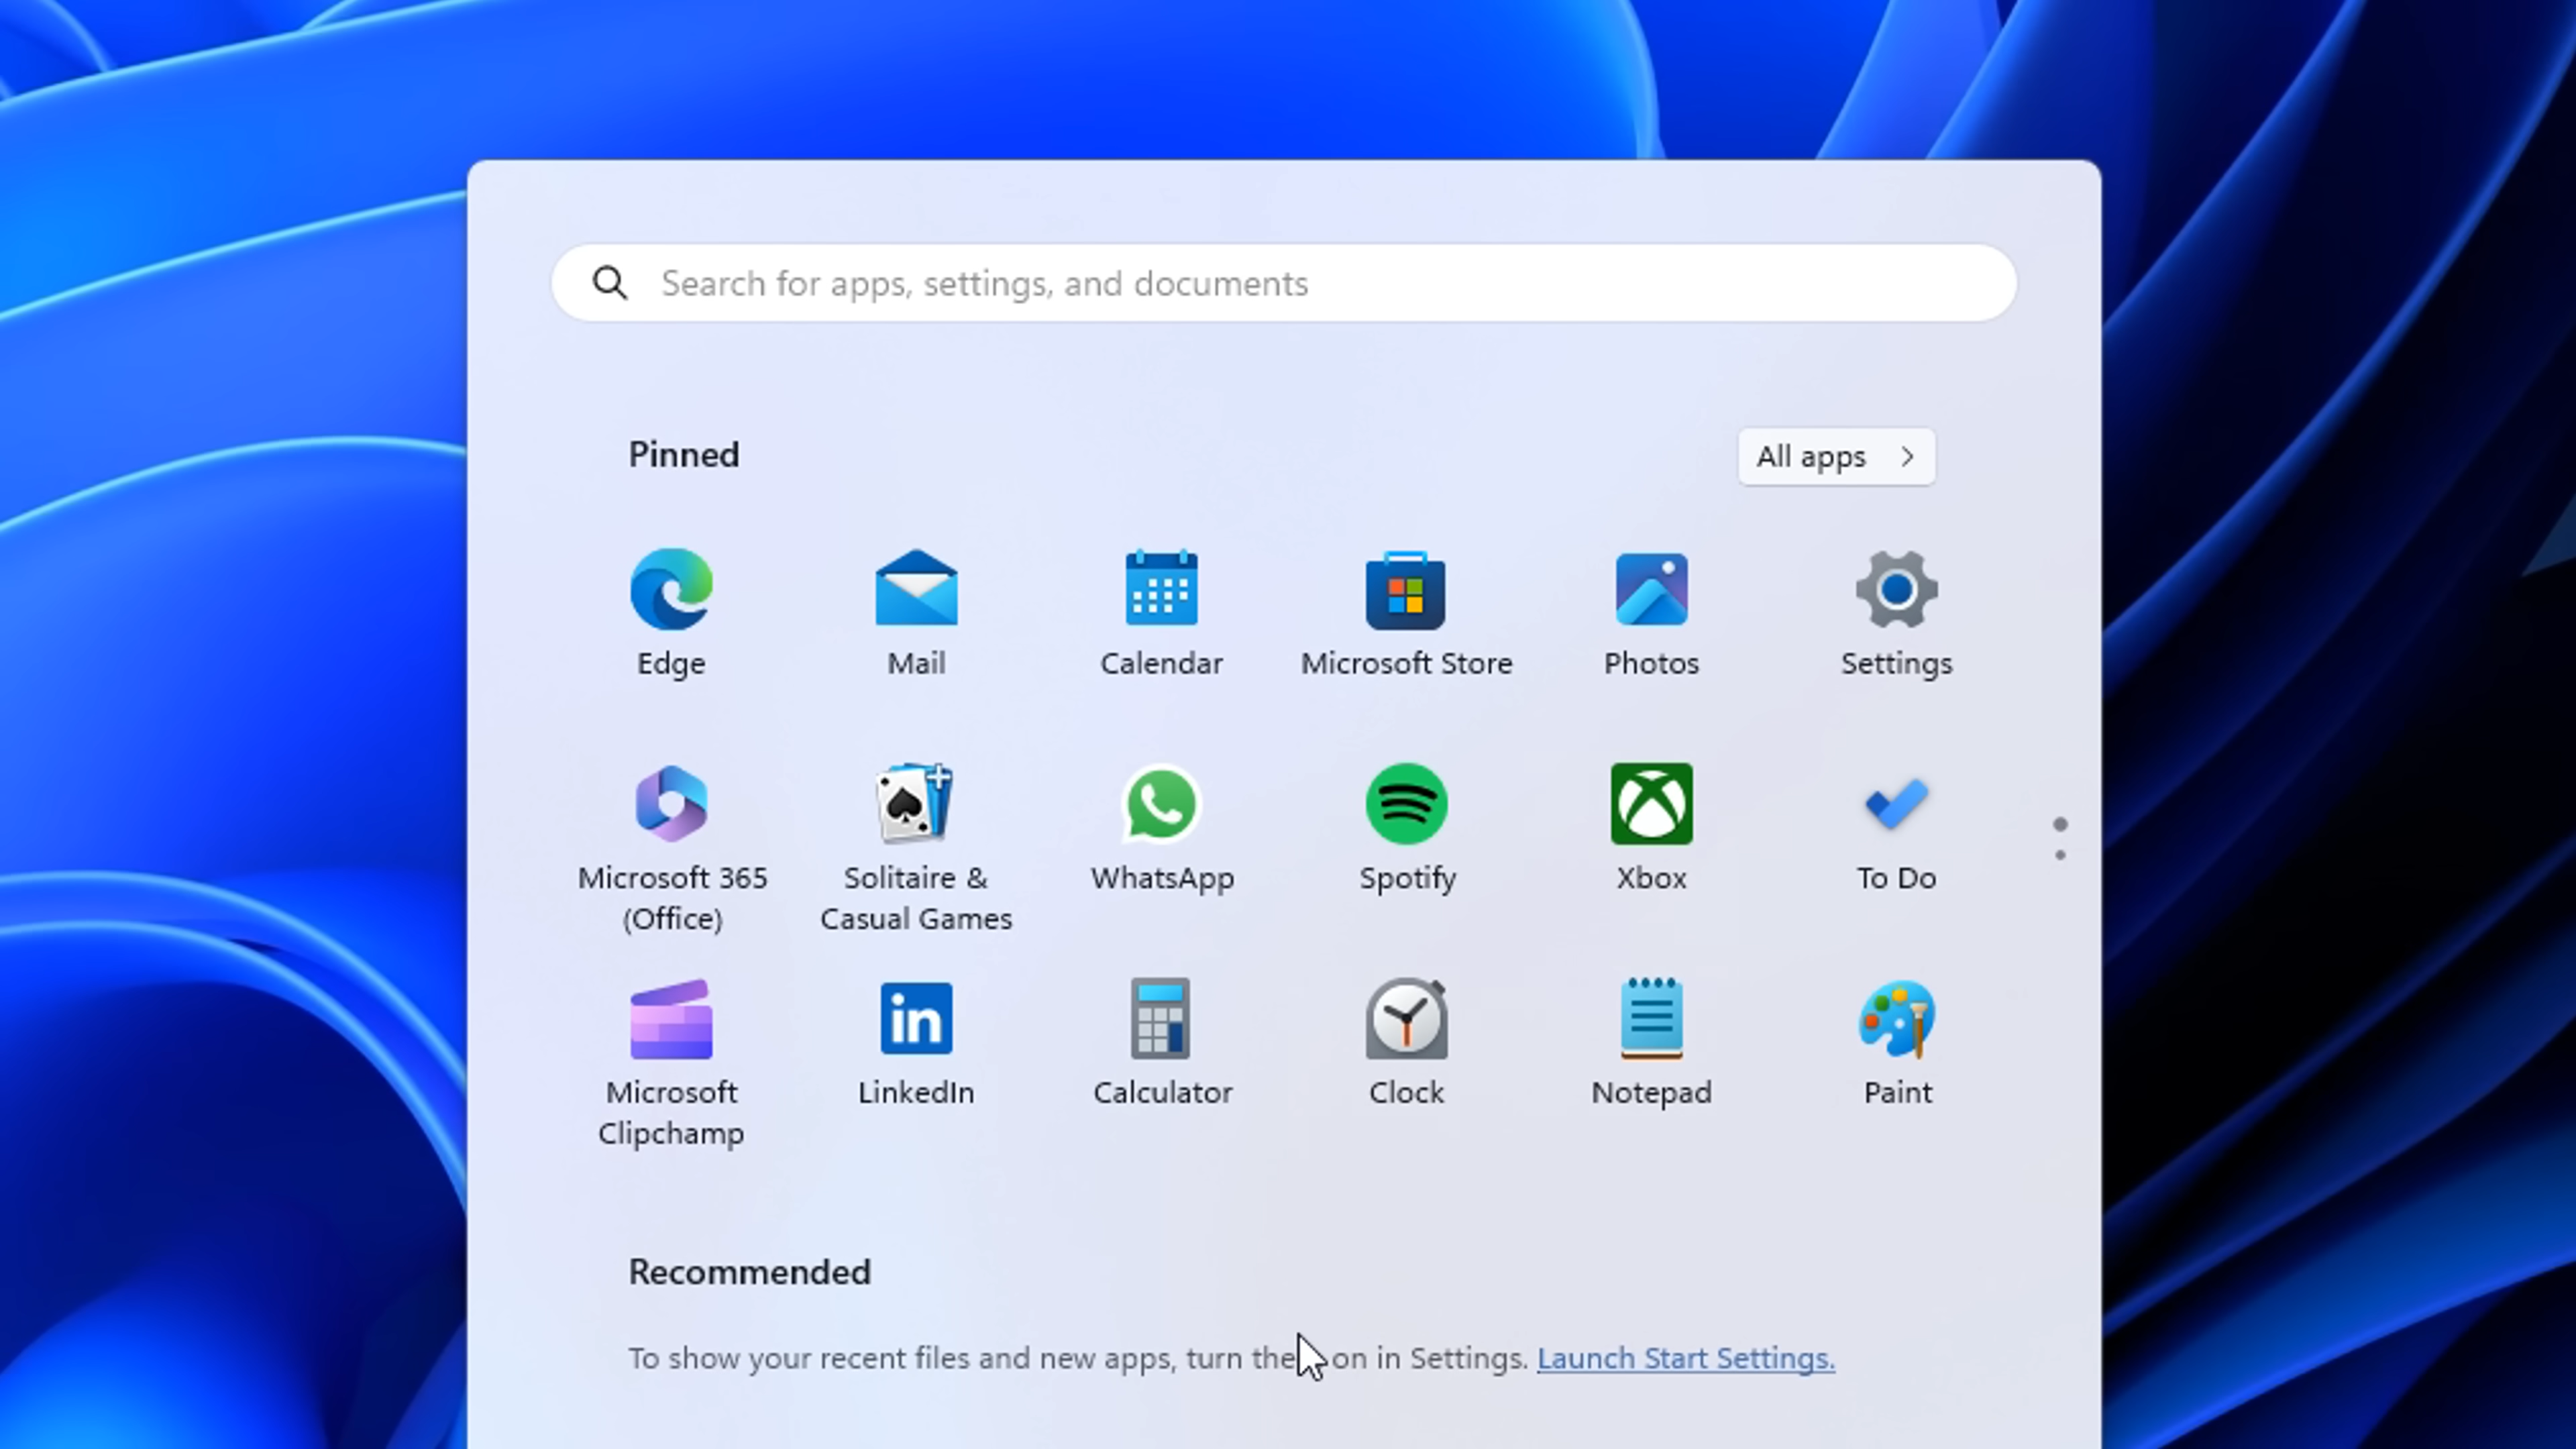 Search for apps, settings, and documents
Pinned
All apps
Edge
Mail
Calendar
Microsoft Store
Photos
Settings
Microsoft 365
(Office)
Solitaire &
Casual Games
WhatsApp
Spotify
Xbox
To Do
Microsoft
Clipchamp
in
LinkedIn
Calculator
Clock
Notepad
Paint
Recommended
To show your recent files and new apps, turn the on in Settings. Launch Start Settings.